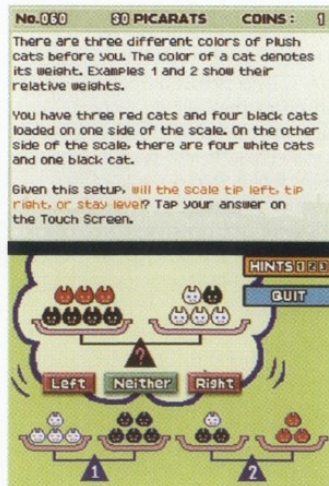 No.060 30 PICARATS COINS: 1
There are three different colors of plush
cats before you. The color of a cat denotes
its weight. Examples 1 and 2 show their
relative weights.
You have three red cats and four black cats
loaded on one side of the scale. On the other
side of the scale, there are four white cats
and one black cat.
Given this setup, will the scale tip left, tip
right, or stay level? Tap your answer on
the Touch Screen.
HINTS 1 2 3
QUIT
?
Left Neither Right
1 2